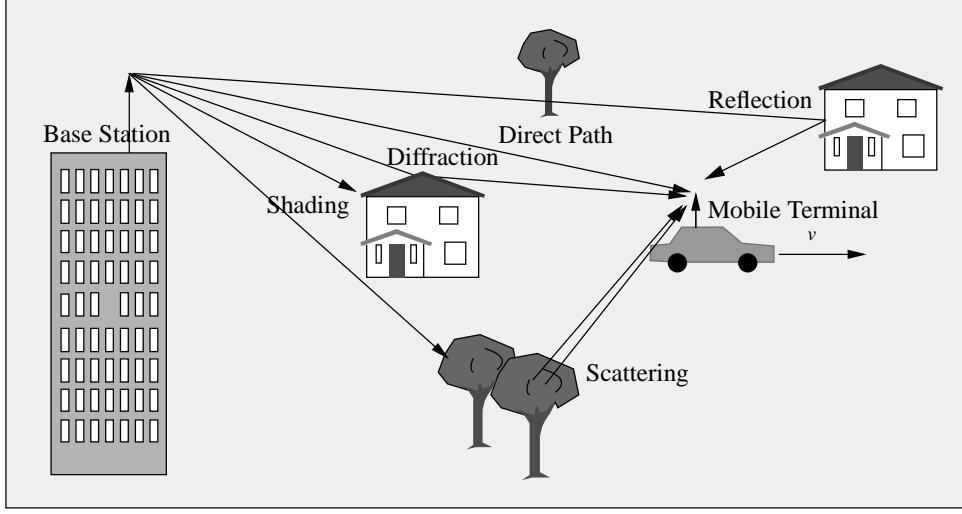 Reflection
Base Station
Direct Path
Diffraction
Shading
Mobile Terminal
v
Scattering